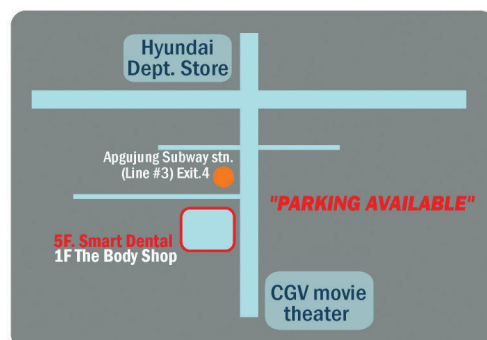 Hyundai
Dept. Store
Apgujung Subway stn.
(Line #3) Exit.4
"PARKING AVAILABLE"
5F. Smart Dental
1F The Body Shop
CGV movie
theater